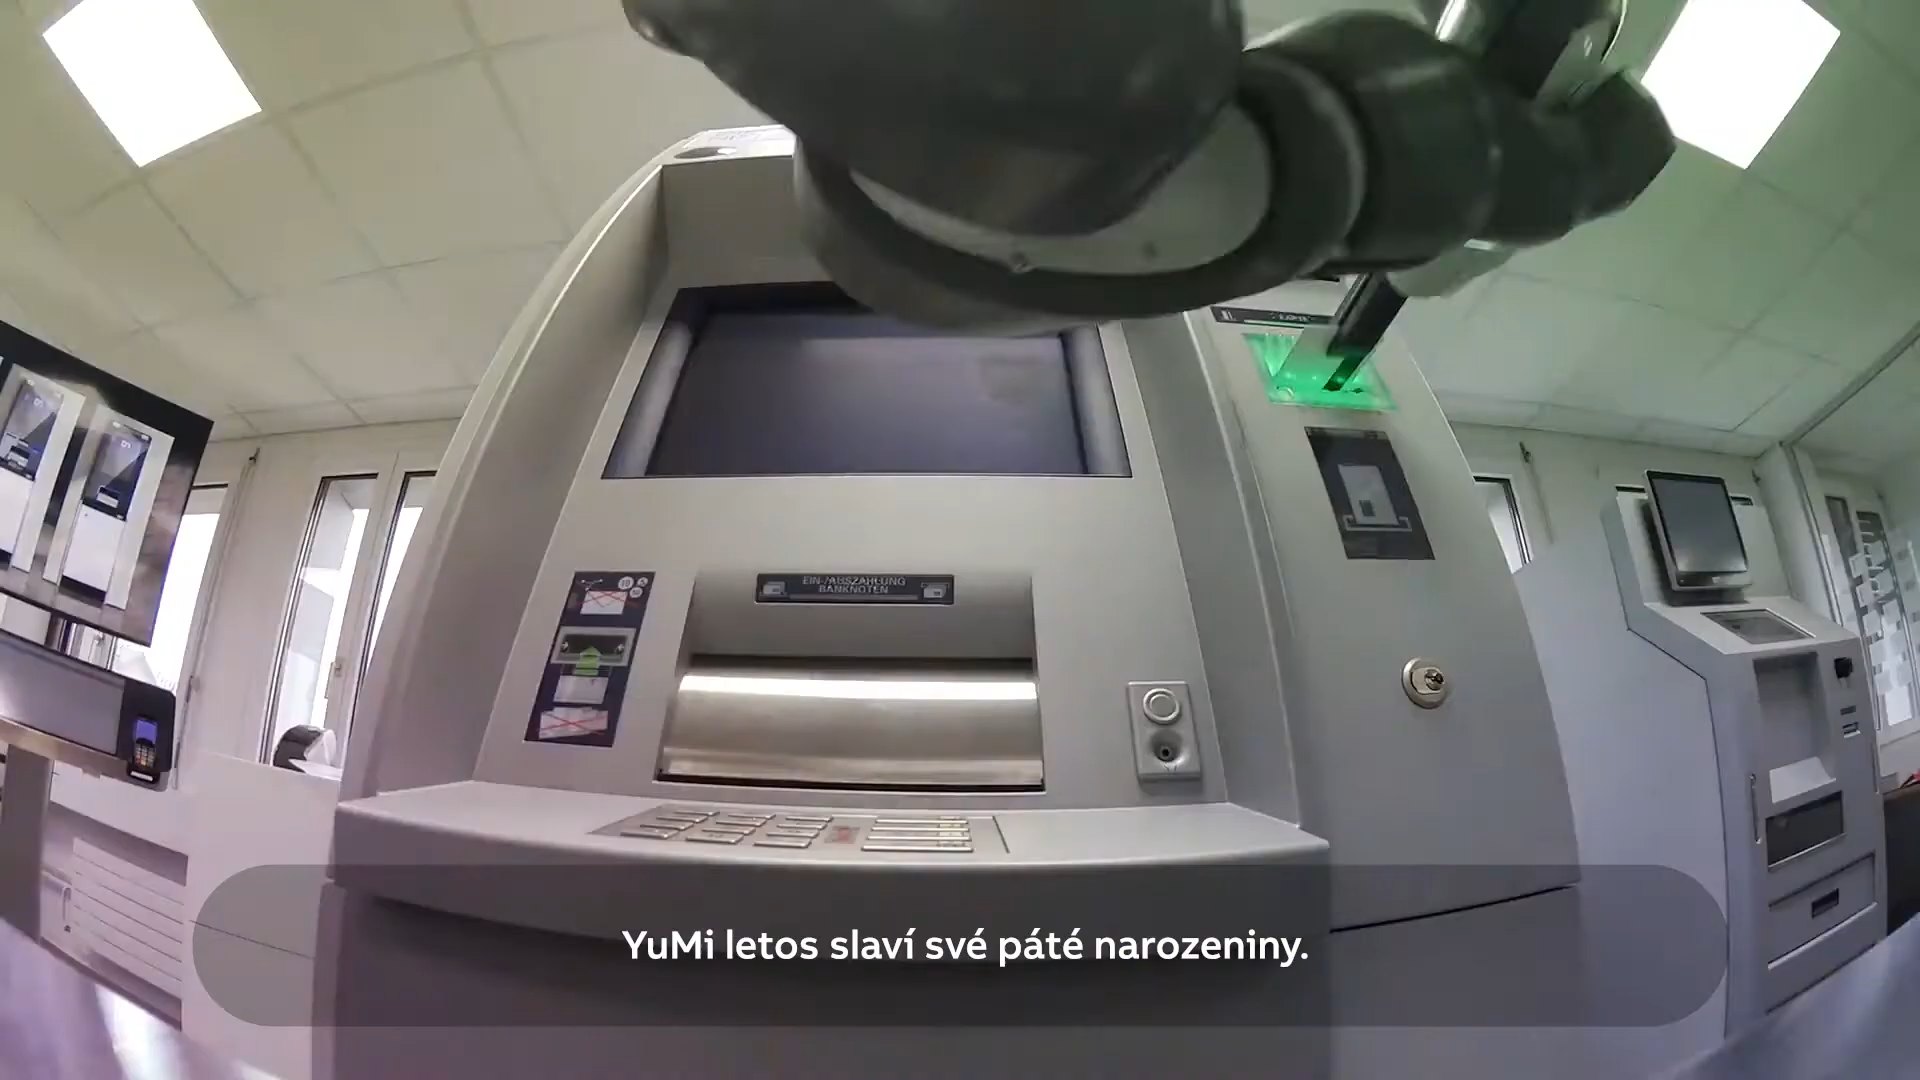 EIN-/AUSZAHLUNG
BANKNOTEN
YuMi letos slaví své páté narozeniny.